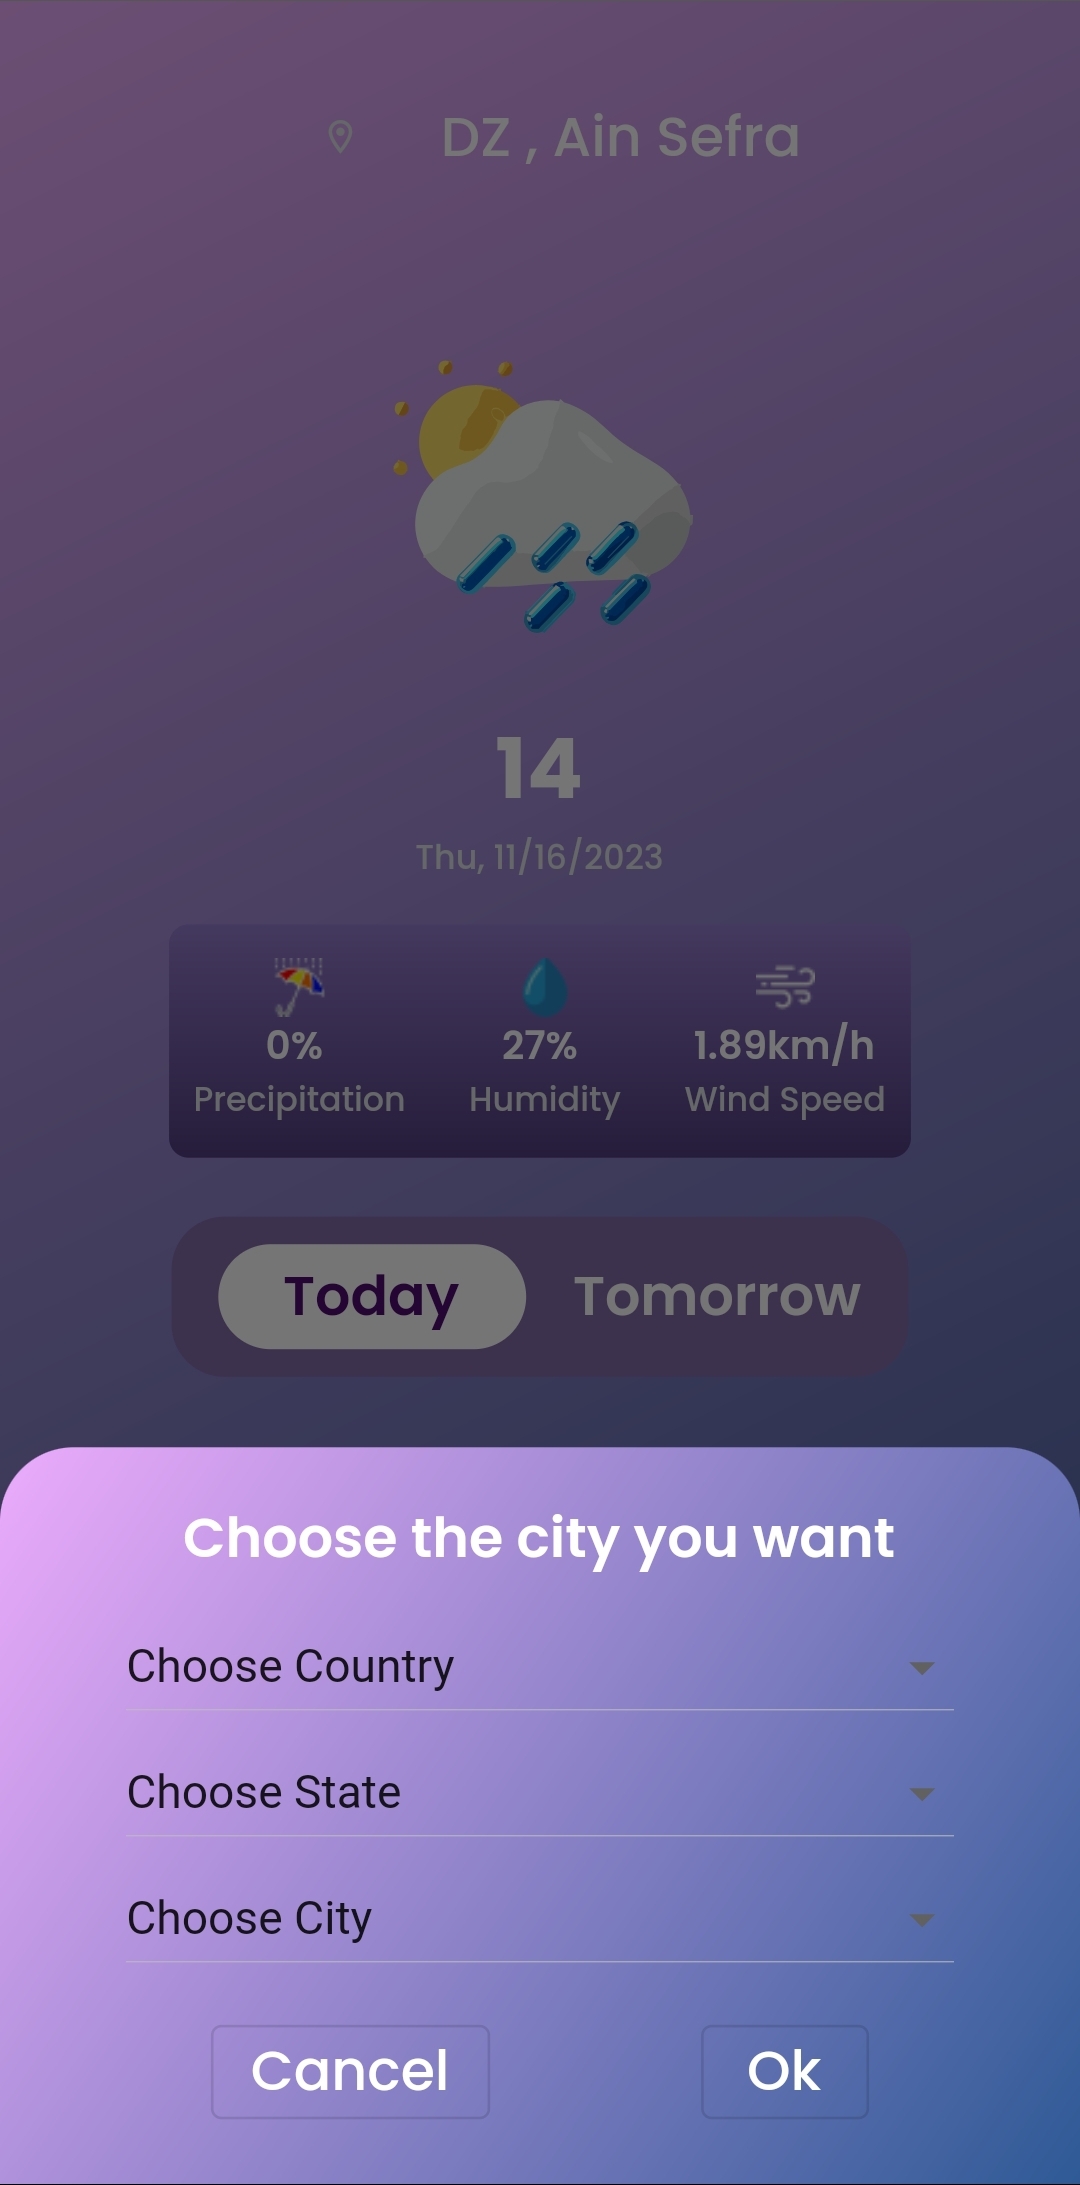 DZ , Ain Sefra
14
Thu, 11/16/2023
0% 27% 1.89km/h
Precipitation Humidity Wind Speed
Today Tomorrow
Choose the city you want
Choose Country
Choose State
Choose City
Cancel Ok